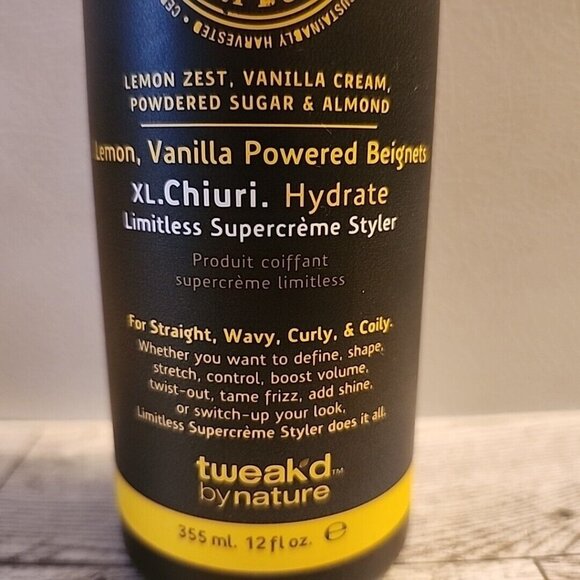 SUSTAINABLY HARVESTED
LEMON ZEST, VANILLA CREAM,
POWDERED SUGAR & ALMOND
Lemon, Vanilla Powered Beignets
XL.Chiuri. Hydrate
Limitless Supercrème Styler
Produit coiffant
supercrème limitless
For Straight, Wavy, Curly, & Coily.
Whether you want to define, shape,
stretch, control, boost volume,
twist-out, tame frizz, add shine,
or switch-up your look,
Limitless Supercrème Styler does it all.
tweak'd™
by nature
355 ml. 12 fl oz. ℮